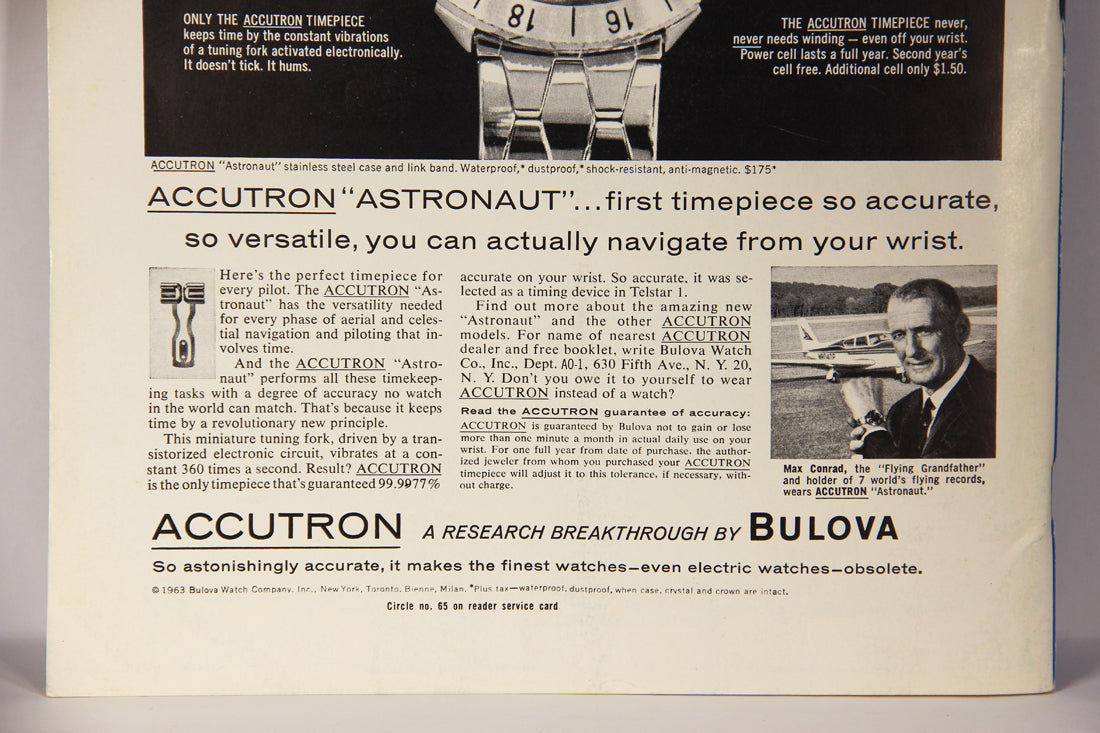 18
16
ONLY THE ACCUTRON TIMEPIECE
keeps time by the constant vibrations
of a tuning fork activated electronically.
It doesn't tick. It hums.
THE ACCUTRON TIMEPIECE never,
never needs winding — even off your wrist.
Power cell lasts a full year. Second year's
cell free. Additional cell only $1.50.
ACCUTRON "Astronaut" stainless steel case and link band. Waterproof,* dustproof,* shock-resistant, anti-magnetic. $175*
ACCUTRON "ASTRONAUT"...first timepiece so accurate,
so versatile, you can actually navigate from your wrist.
Here's the perfect timepiece for
every pilot. The ACCUTRON "As-
tronaut" has the versatility needed
for every phase of aerial and celes-
tial navigation and piloting that in-
volves time.
And the ACCUTRON "Astro-
naut" performs all these timekeep-
ing tasks with a degree of accuracy no watch
in the world can match. That's because it keeps
time by a revolutionary new principle.
This miniature tuning fork, driven by a tran-
sistorized electronic circuit, vibrates at a con-
stant 360 times a second. Result? ACCUTRON
is the only timepiece that's guaranteed 99.9977%
accurate on your wrist. So accurate, it was se-
lected as a timing device in Telstar 1.
Find out more about the amazing new
"Astronaut" and the other ACCUTRON
models. For name of nearest ACCUTRON
dealer and free booklet, write Bulova Watch
Co., Inc., Dept. AO-1, 630 Fifth Ave., N. Y. 20,
N. Y. Don't you owe it to yourself to wear
ACCUTRON instead of a watch?
Read the ACCUTRON guarantee of accuracy:
ACCUTRON is guaranteed by Bulova not to gain or lose
more than one minute a month in actual daily use on your
wrist. For one full year from date of purchase, the author-
ized jeweler from whom you purchased your ACCUTRON
timepiece will adjust it to this tolerance, if necessary, with-
out charge.
Max Conrad, the "Flying Grandfather"
and holder of 7 world's flying records,
wears ACCUTRON "Astronaut."
ACCUTRON A RESEARCH BREAKTHROUGH BY BULOVA
So astonishingly accurate, it makes the finest watches—even electric watches—obsolete.
© 1963 Bulova Watch Company, Inc., New York, Toronto, Bienne, Milan. *Plus tax—waterproof, dustproof, when case, crystal and crown are intact.
Circle no. 65 on reader service card